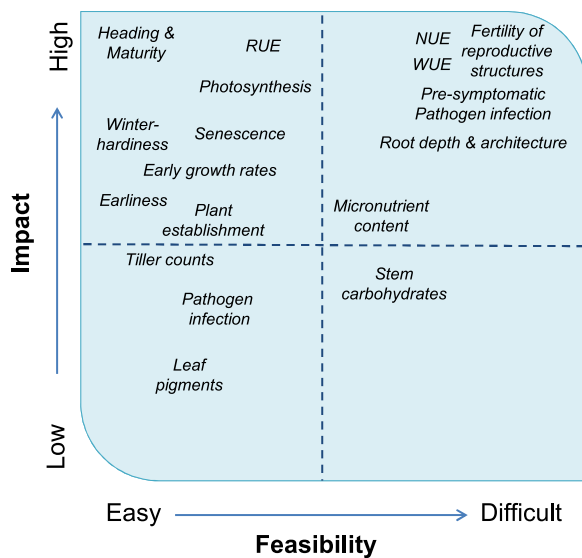 High
Impact
Low
Heading &
Maturity
RUE
Photosynthesis
Winter-
hardiness
Senescence
Early growth rates
Earliness
Plant
establishment
NUE
WUE
Fertility of
reproductive
structures
Pre-symptomatic
Pathogen infection
Root depth & architecture
Micronutrient
content
Tiller counts
Pathogen
infection
Leaf
pigments
Stem
carbohydrates
Easy
Difficult
Feasibility